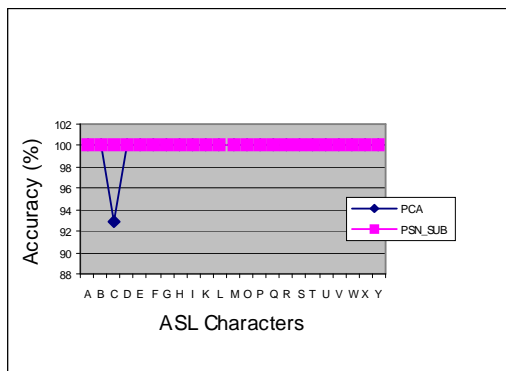 Accuracy (%)
102
100
98
96
94
92
90
88
A B C D E F G H I K L M O P Q R S T U V W X Y
ASL Characters
PCA
PSN_SUB